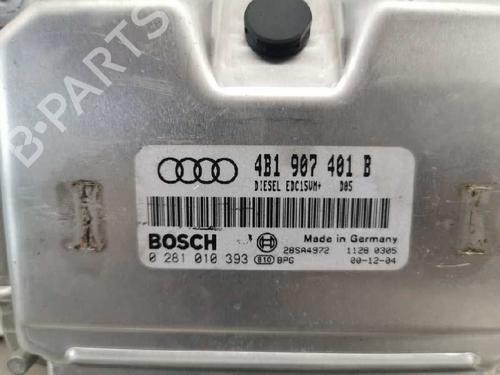 B-PARTS
4B1 907 401 B
DIESEL EDC15VM+ D05
BOSCH
Made in Germany
28SA4972 1128 0305
0 281 010 393 810 BPG 00-12-04